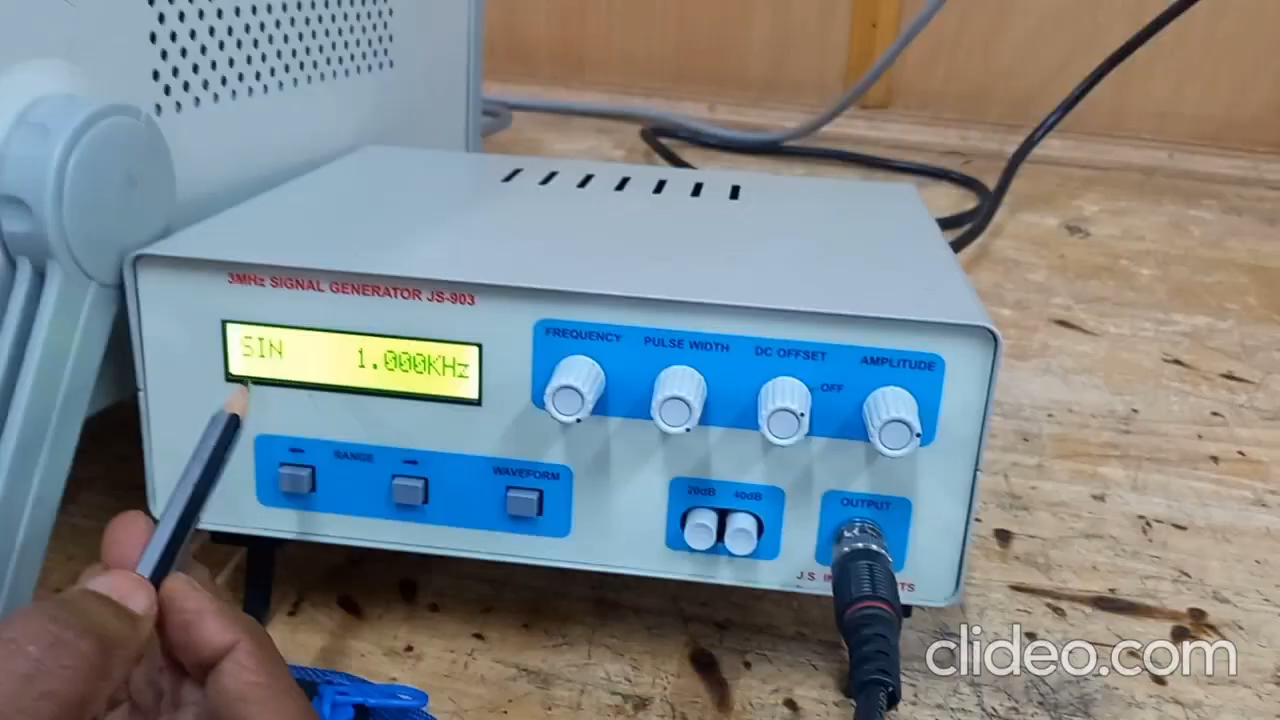 3MHz SIGNAL GENERATOR JS-903
SIN 1.000KHz
FREQUENCY
PULSE WIDTH
DC OFFSET
AMPLITUDE
OFF
← RANGE →
WAVEFORM
20dB 40dB
OUTPUT
J.S.
clideo.com